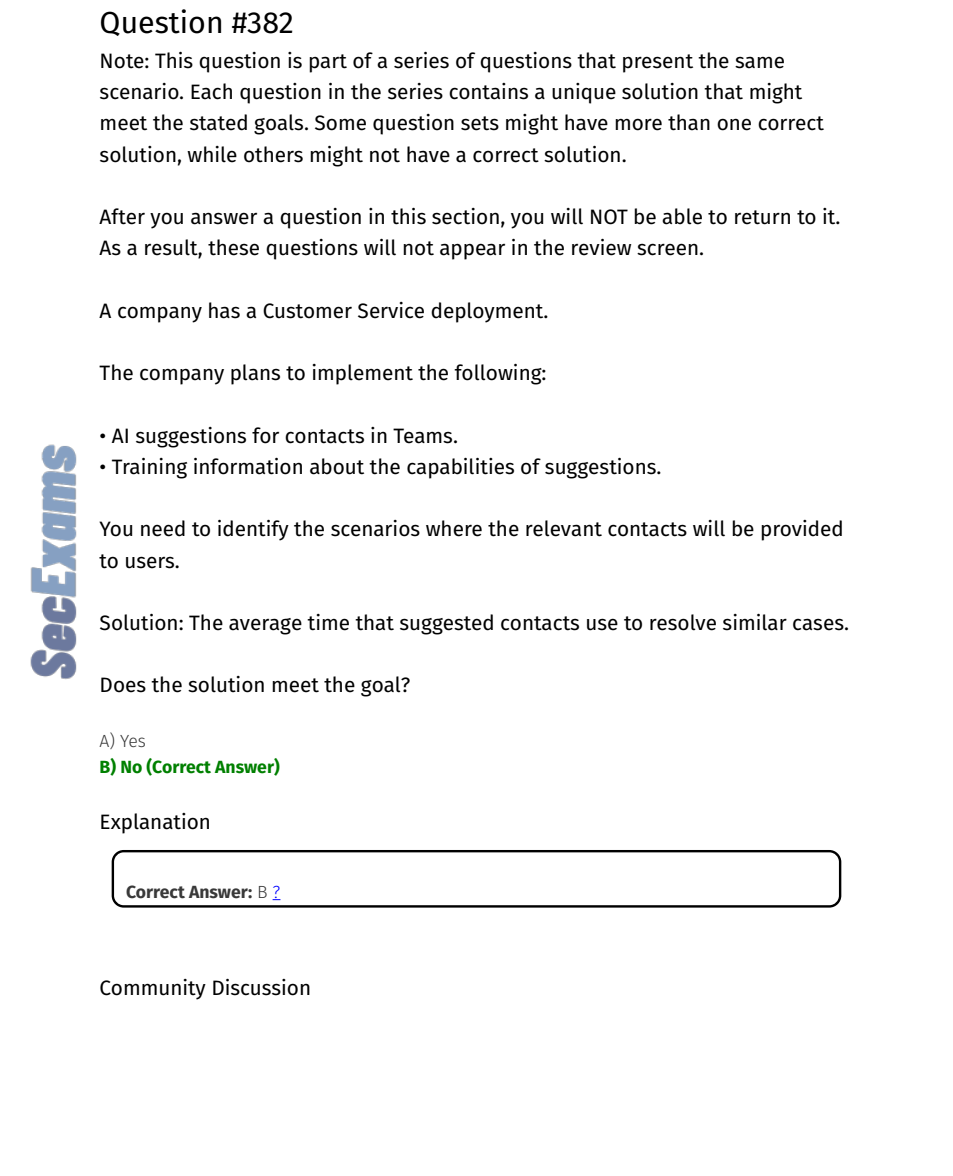 Question #382
Note: This question is part of a series of questions that present the same
scenario. Each question in the series contains a unique solution that might
meet the stated goals. Some question sets might have more than one correct
solution, while others might not have a correct solution.
After you answer a question in this section, you will NOT be able to return to it.
As a result, these questions will not appear in the review screen.
A company has a Customer Service deployment.
The company plans to implement the following:
• AI suggestions for contacts in Teams.
• Training information about the capabilities of suggestions.
You need to identify the scenarios where the relevant contacts will be provided
to users.
Solution: The average time that suggested contacts use to resolve similar cases.
Does the solution meet the goal?
A) Yes
B) No (Correct Answer)
Explanation
Correct Answer: B ?
Community Discussion
SecExams